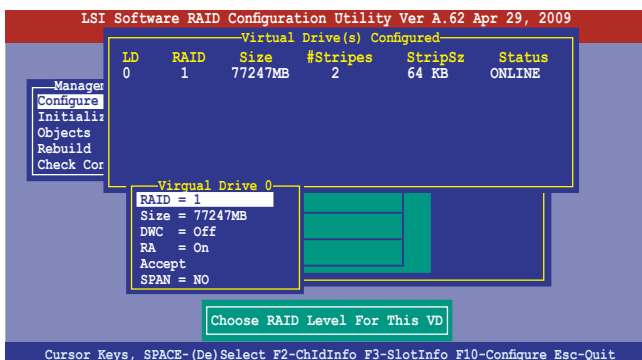 LSI Software RAID Configuration Utility Ver A.62 Apr 29, 2009
Virtual Drive(s) Configured
LD RAID Size #Stripes StripSz Status
0 1 77247MB 2 64 KB ONLINE
Managem
Configure
Initializ
Objects
Rebuild
Check Con
Virqual Drive 0
RAID = 1
Size = 77247MB
DWC = Off
RA = On
Accept
SPAN = NO
Choose RAID Level For This VD
Cursor Keys, SPACE-(De)Select F2-ChIdInfo F3-SlotInfo F10-Configure Esc-Quit